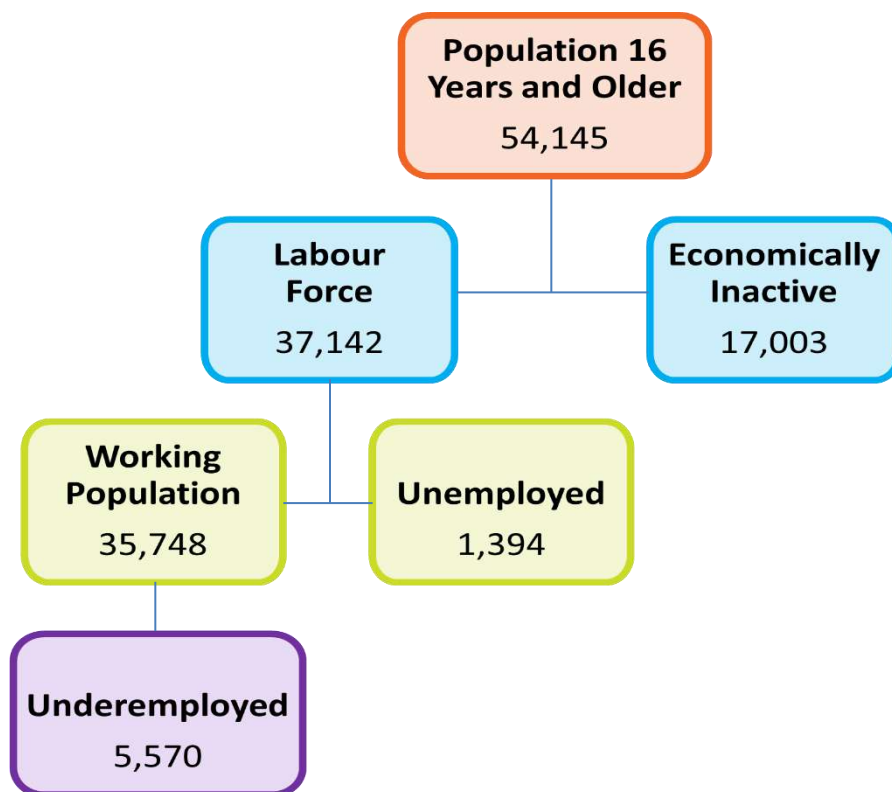 Population 16
Years and Older
54,145
Labour
Force
37,142
Economically
Inactive
17,003
Working
Population
35,748
Unemployed
1,394
Underemployed
5,570